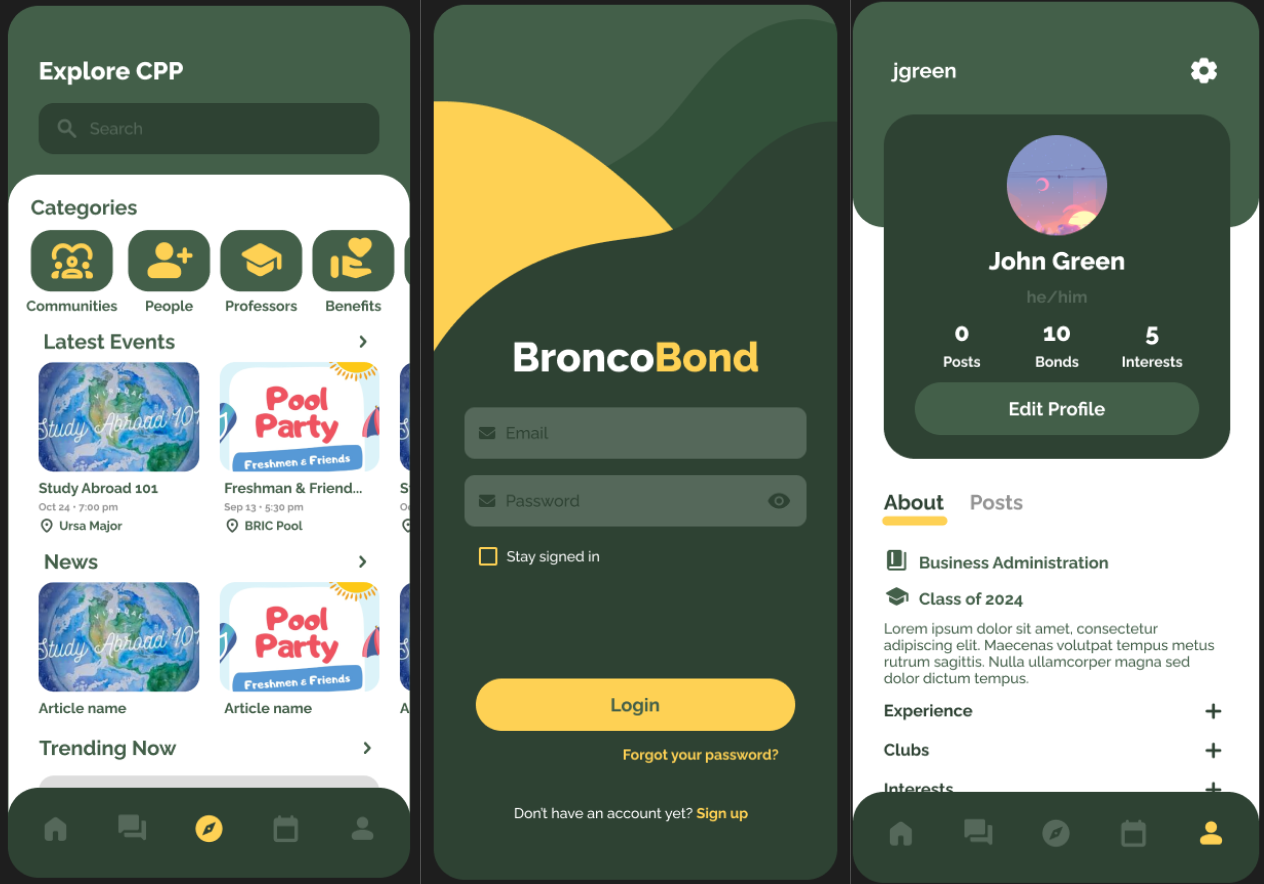 Explore CPP
Search
Categories
Communities People Professors Benefits
Latest Events
Study Abroad 101
Pool
Party
Freshmen & Friends
Study Abroad 101
Freshman & Friend...
Oct 24 • 7:00 pm
Sep 13 • 5:30 pm
Ursa Major
BRIC Pool
News
Study Abroad 101
Pool
Party
Freshmen & Friends
Article name
Article name
A
Trending Now
BroncoBond
Email
Password
Stay signed in
Login
Forgot your password?
Don't have an account yet? Sign up
jgreen
John Green
he/him
0 10 5
Posts Bonds Interests
Edit Profile
About Posts
Business Administration
Class of 2024
Lorem ipsum dolor sit amet, consectetur
adipiscing elit. Maecenas volutpat tempus metus
rutrum sagittis. Nulla ullamcorper magna sed
dolor dictum tempus.
Experience
Clubs
Interests